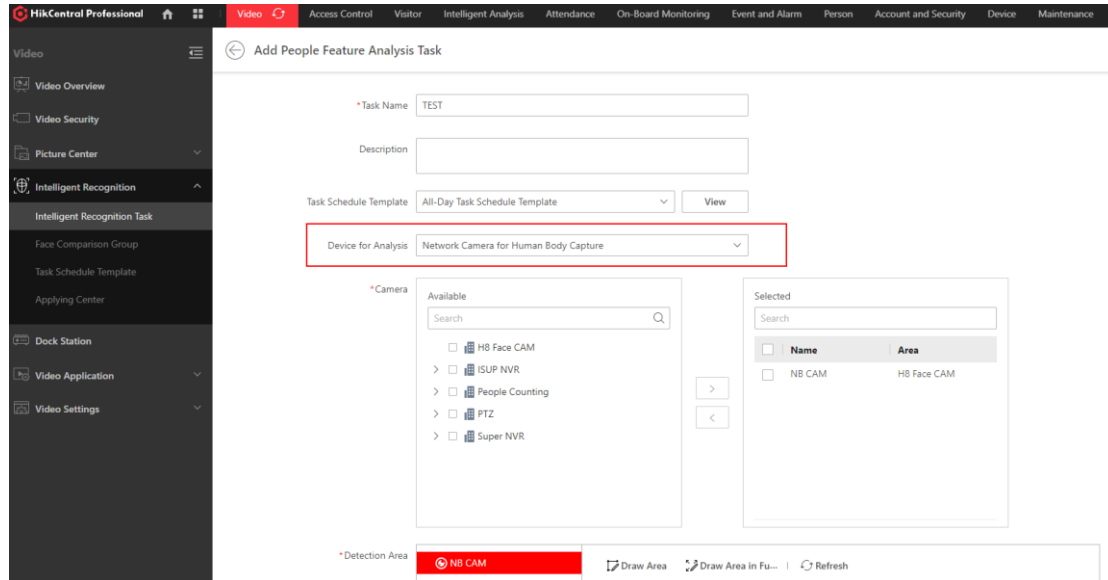 HikCentral Professional Video Access Control Visitor Intelligent Analysis Attendance On-Board Monitoring Event and Alarm Person Account and Security Device Maintenance
Video
Video Overview
Video Security
Picture Center
Intelligent Recognition
Intelligent Recognition Task
Face Comparison Group
Task Schedule Template
Applying Center
Dock Station
Video Application
Video Settings
Add People Feature Analysis Task
*Task Name TEST
Description
Task Schedule Template All-Day Task Schedule Template View
Device for Analysis Network Camera for Human Body Capture
*Camera
Available
Search
H8 Face CAM
ISUP NVR
People Counting
PTZ
Super NVR
>
<
Selected
Search
Name Area
NB CAM H8 Face CAM
*Detection Area
NB CAM
Draw Area Draw Area in Fu... Refresh